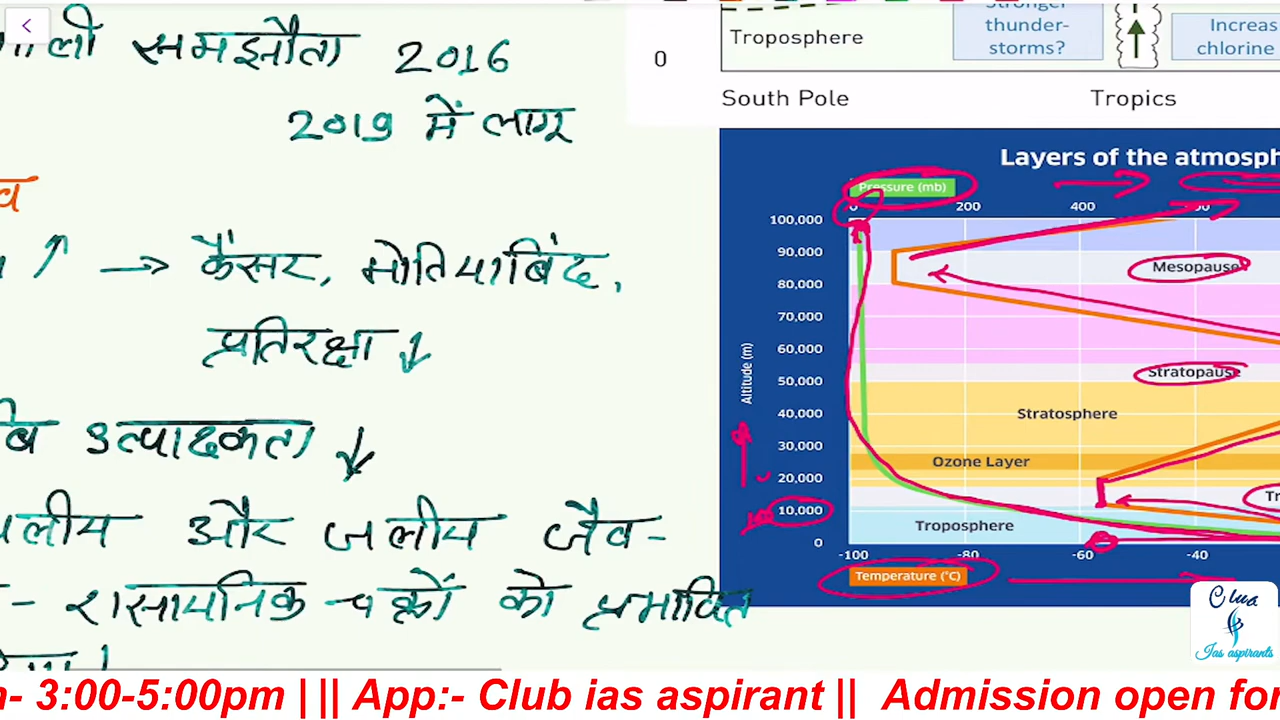 समझौता 2016
2019 में लागू
↑ → कैंसर, मोतियाबिंद,
प्रतिरक्षा ↓
उत्पादकता ↓
और जलीय जैव-
- रासायनिक चक्रों को प्रभावित
Stronger
thunder-
storms?
Increas
chlorine
Troposphere
0
South Pole
Tropics
Layers of the atmosph
Pressure (mb)
0 200 400
100,000
90,000
80,000
70,000
60,000
50,000
40,000
30,000
20,000
10,000
0
Altitude (m)
Mesopause
Stratopause
Stratosphere
Ozone Layer
Tr
Troposphere
-100 -80 -60 -40
Temperature (°C)
Club
Ias aspirants
- 3:00-5:00pm | || App:- Club ias aspirant || Admission open for